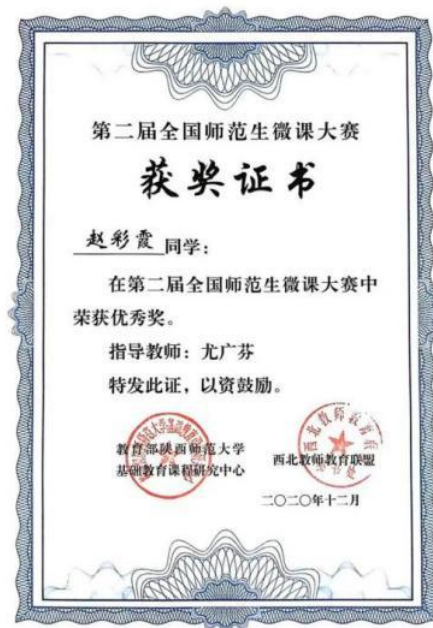 第二届全国师范生微课大赛
获奖证书
赵彩霞 同学：
在第二届全国师范生微课大赛中
荣获优秀奖。
指导教师：尤广芬
特发此证，以资鼓励。
教育部陕西师范大学
基础教育课程研究中心
西北教师教育联盟
二〇二〇年十二月